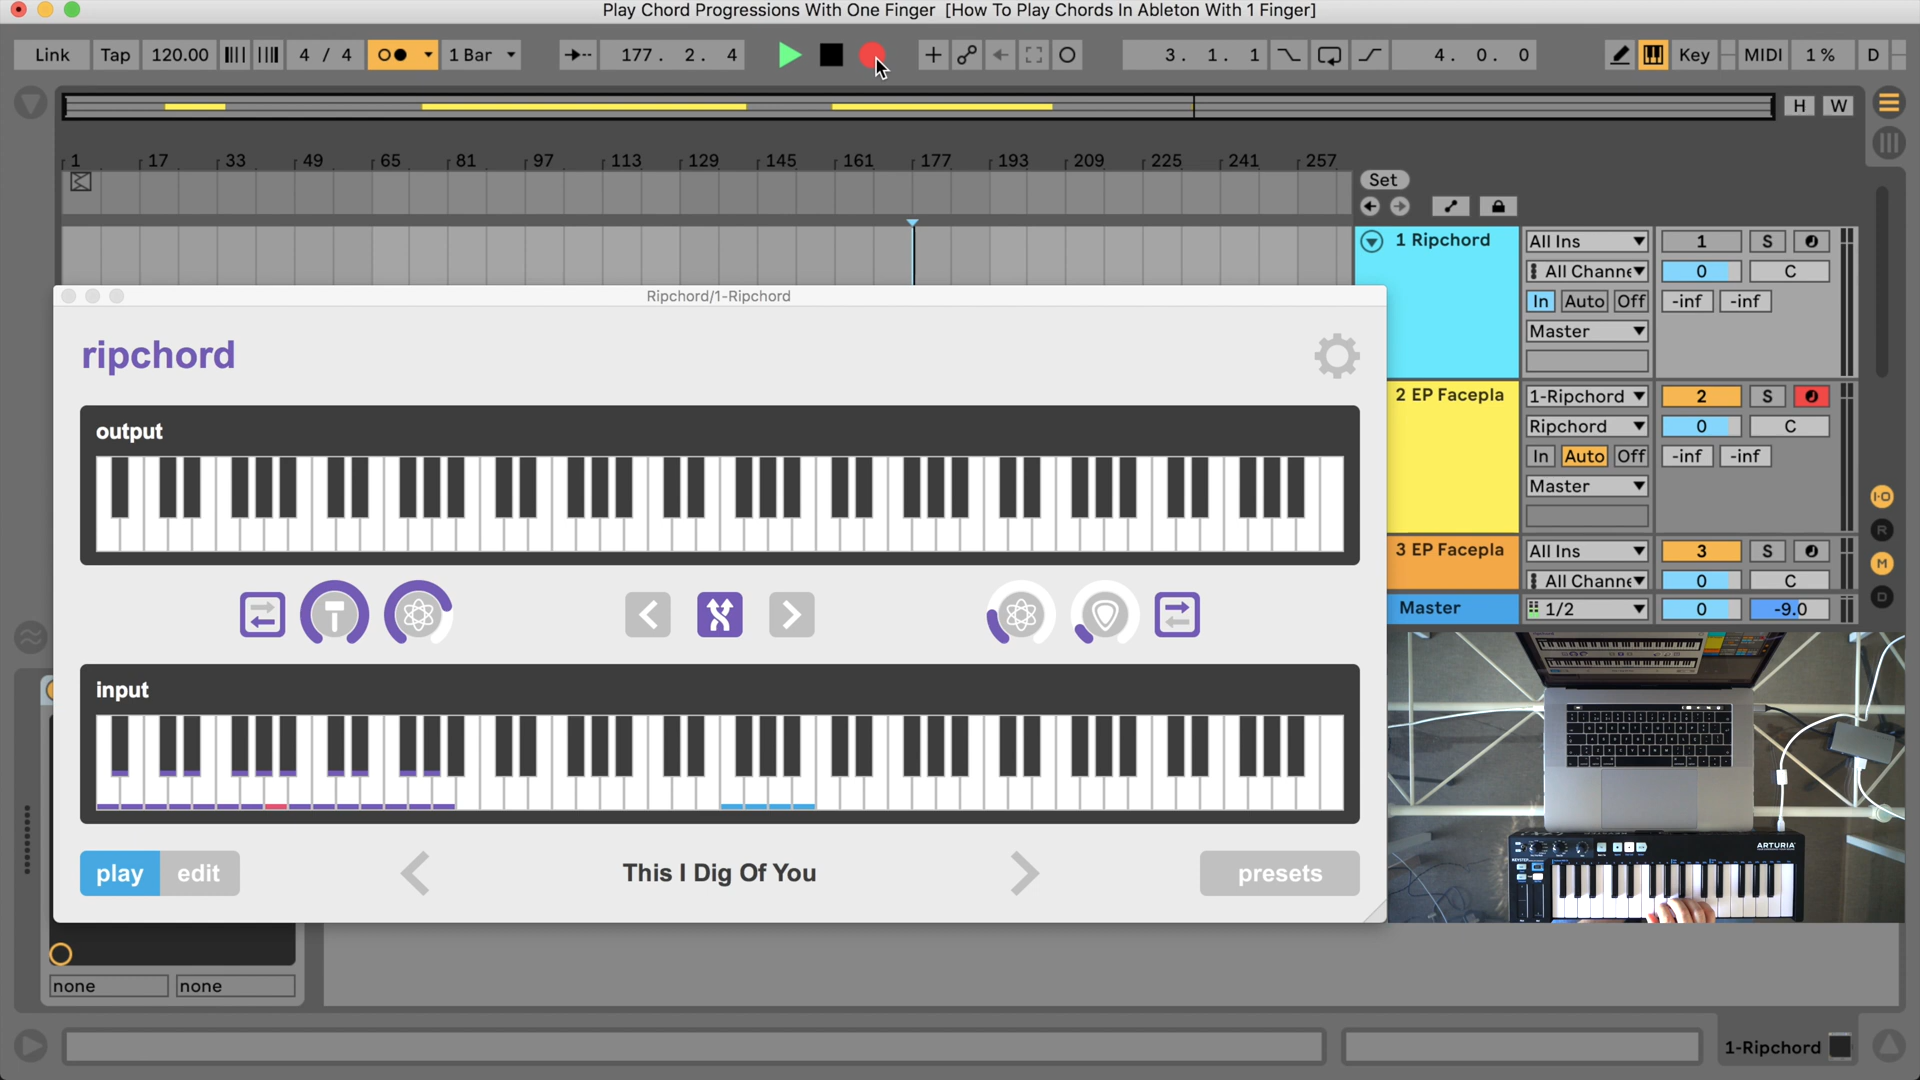 Play Chord Progressions With One Finger [How To Play Chords In Ableton With 1 Finger]
Link Tap 120.00 4 / 4 1 Bar 177. 2. 4 3. 1. 1 4. 0. 0 Key MIDI 1 % D
H W
1 17 33 49 65 81 97 113 129 145 161 177 193 209 225 241 257
Set
1 Ripchord All Ins 1 S
All Channe 0 C
In Auto Off -inf -inf
Master
2 EP Facepla 1-Ripchord 2 S
Ripchord 0 C
In Auto Off -inf -inf
Master
3 EP Facepla All Ins 3 S
All Channe 0 C
Master 1/2 0 -9.0
I·O
R
M
D
Ripchord/1-Ripchord
ripchord
output
input
play edit This I Dig Of You presets
ARTURIA
none none
1-Ripchord